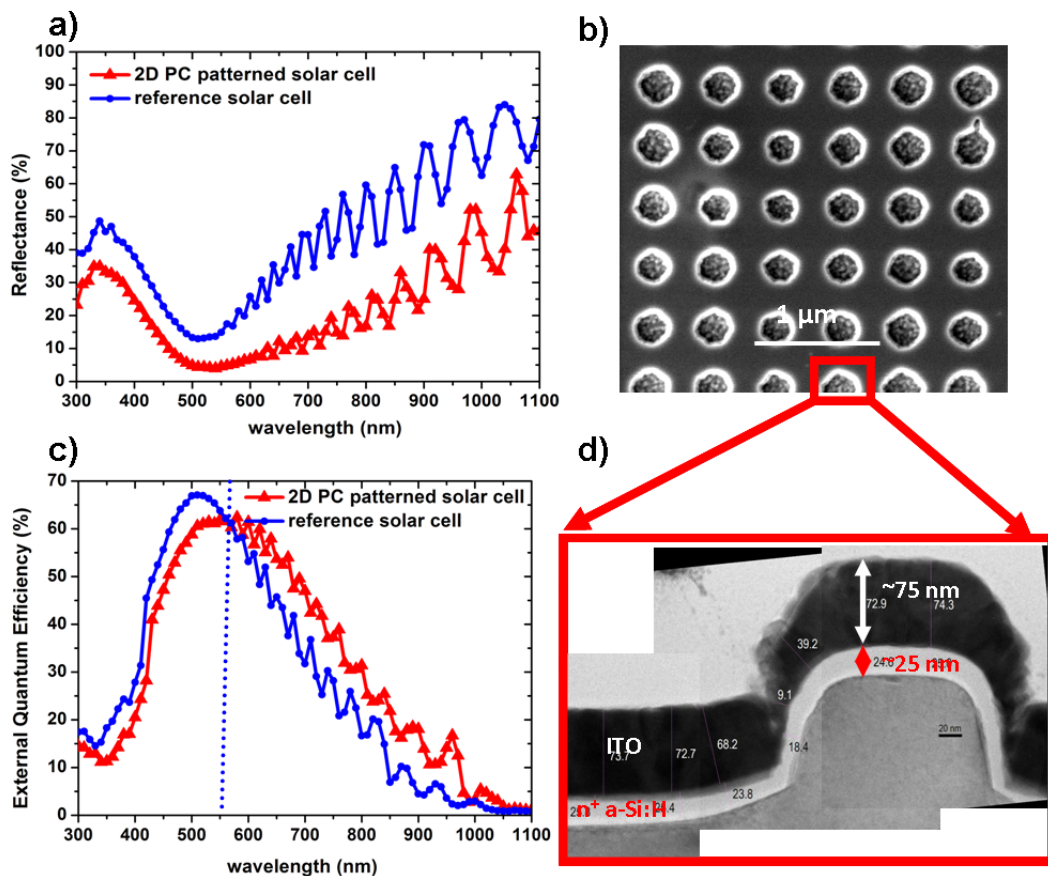 a)
100
90
80
70
60
50
40
30
20
10
0
Reflectance (%)
2D PC patterned solar cell
reference solar cell
300 400 500 600 700 800 900 1000 1100
wavelength (nm)
b)
1 μm
c)
70
60
50
40
30
20
10
0
External Quantum Efficiency (%)
2D PC patterned solar cell
reference solar cell
300 400 500 600 700 800 900 1000 1100
wavelength (nm)
d)
~75 nm
72.9
74.3
39.2
~25 nm
9.1
20 nm
ITO
68.2
73.7
72.7
18.4
23.8
n⁺ a-Si:H